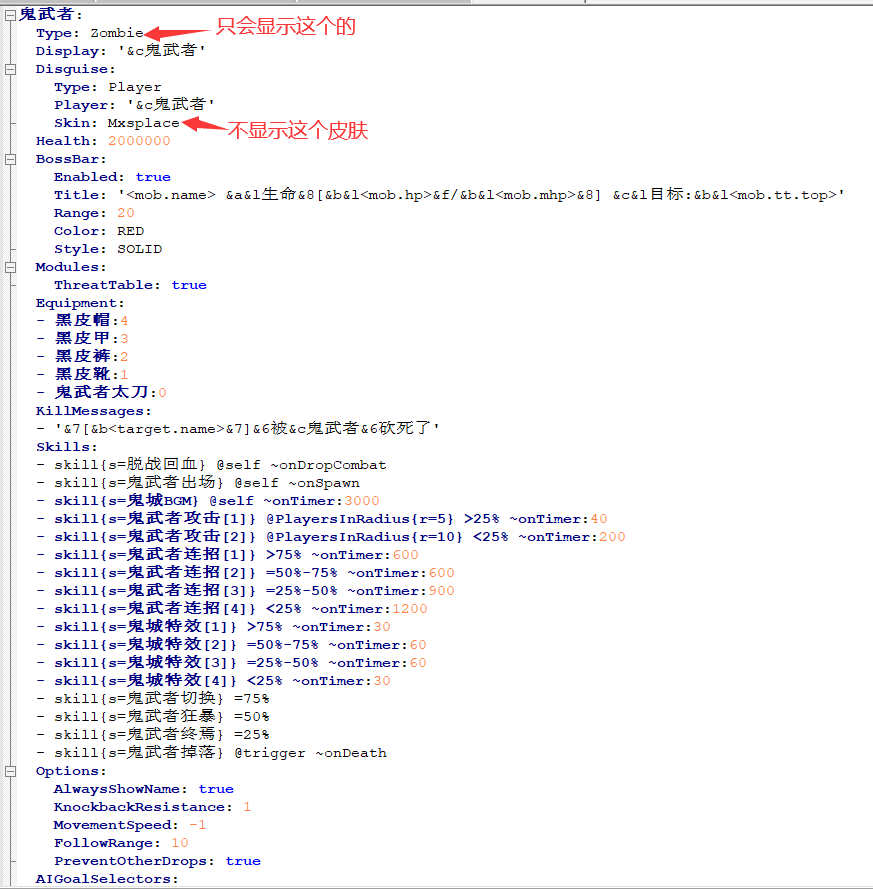 鬼武者:
Type: Zombie
只会显示这个的
Display: '&c鬼武者'
Disguise:
Type: Player
Player: '&c鬼武者'
Skin: Mxsplace
不显示这个皮肤
Health: 2000000
BossBar:
Enabled: true
Title: '<mob.name> &a&l生命&8[&b&l<mob.hp>&f/&b&l<mob.mhp>&8] &c&l目标:&b&l<mob.tt.top>'
Range: 20
Color: RED
Style: SOLID
Modules:
ThreatTable: true
Equipment:
- 黑皮帽:4
- 黑皮甲:3
- 黑皮裤:2
- 黑皮靴:1
- 鬼武者太刀:0
KillMessages:
- '&7[&b<target.name>&7]&6被&c鬼武者&6砍死了'
Skills:
- skill{s=脱战回血} @self ~onDropCombat
- skill{s=鬼武者出场} @self ~onSpawn
- skill{s=鬼城BGM} @self ~onTimer:3000
- skill{s=鬼武者攻击[1]} @PlayersInRadius{r=5} >25% ~onTimer:40
- skill{s=鬼武者攻击[2]} @PlayersInRadius{r=10} <25% ~onTimer:200
- skill{s=鬼武者连招[1]} >75% ~onTimer:600
- skill{s=鬼武者连招[2]} =50%-75% ~onTimer:600
- skill{s=鬼武者连招[3]} =25%-50% ~onTimer:900
- skill{s=鬼武者连招[4]} <25% ~onTimer:1200
- skill{s=鬼城特效[1]} >75% ~onTimer:30
- skill{s=鬼城特效[2]} =50%-75% ~onTimer:60
- skill{s=鬼城特效[3]} =25%-50% ~onTimer:60
- skill{s=鬼城特效[4]} <25% ~onTimer:30
- skill{s=鬼武者切换} =75%
- skill{s=鬼武者狂暴} =50%
- skill{s=鬼武者终焉} =25%
- skill{s=鬼武者掉落} @trigger ~onDeath
Options:
AlwaysShowName: true
KnockbackResistance: 1
MovementSpeed: -1
FollowRange: 10
PreventOtherDrops: true
AIGoalSelectors: